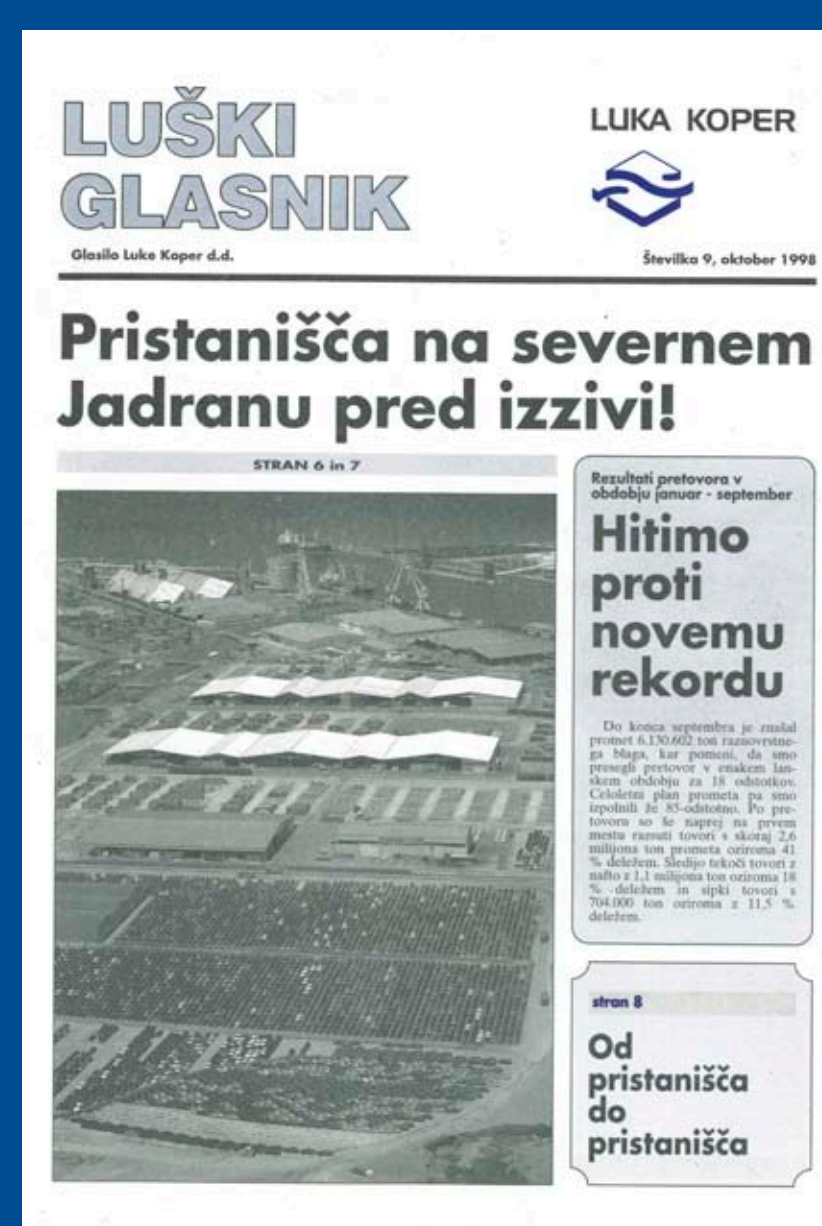 LUŠKI
GLASNIK
LUKA KOPER
Glasilo Luke Koper d.d.
Številka 9, oktober 1998
Pristanišča na severnem
Jadranu pred izzivi!
STRAN 6 in 7
Rezultati pretovora v
obdobju januar - september
Hitimo
proti
novemu
rekordu
Do konca septembra je znašal
promet 6.130.602 ton raznovrstne-
ga blaga, kar pomeni, da smo
presegli pretovor v enakem lan-
skem obdobju za 18 odstotkov.
Celoletni plan prometa pa smo
izpolnili že 85-odstotno. Po pre-
tovoru so še naprej na prvem
mestu razsuti tovori s skoraj 2,6
milijona ton prometa oziroma 41
% deležem. Sledijo tekoči tovori z
nafto z 1,1 milijona ton oziroma 18
% deležem in sipki tovori s
704.000 ton oziroma z 11,5 %
deležem.
stran 8
Od
pristanišča
do
pristanišča